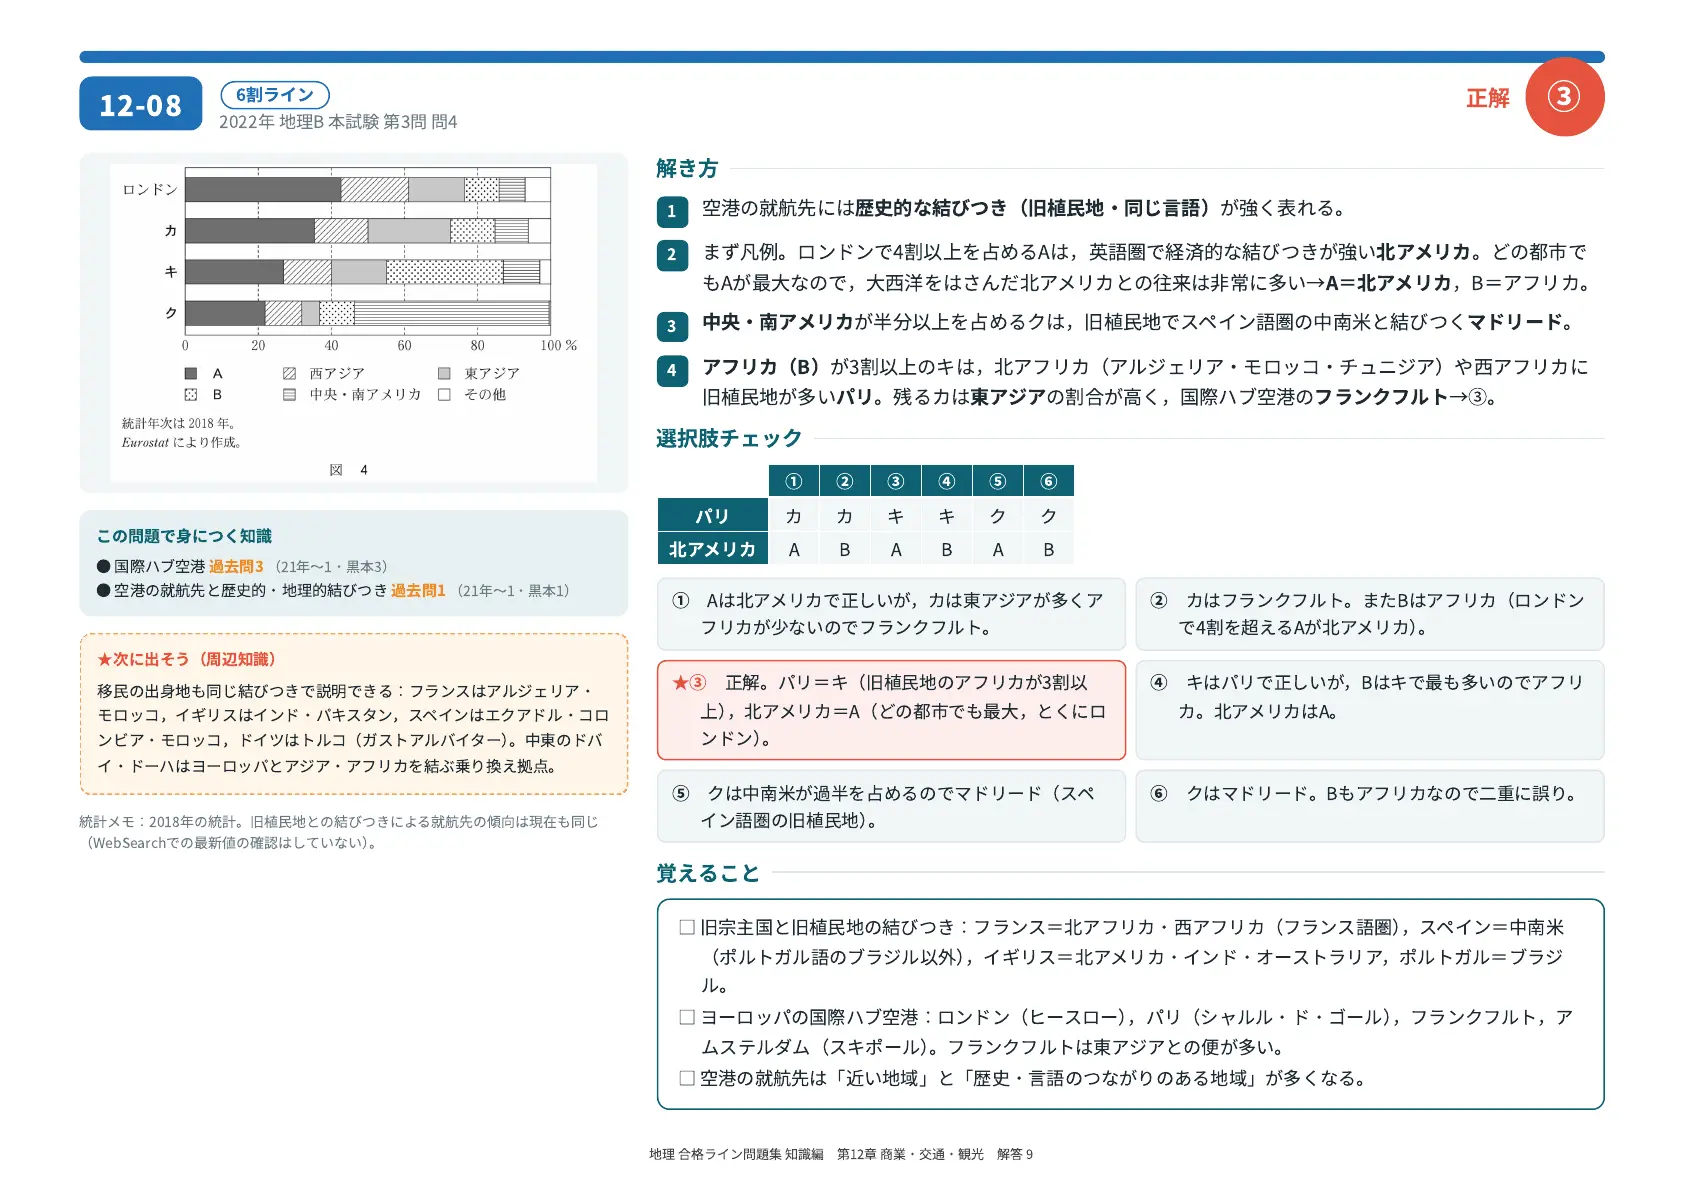 12-08
6割ライン
2022年 地理B 本試験 第3問 問4
正解 ③
ロンドン
カ
キ
ク
0 20 40 60 80 100 %
A 西アジア 東アジア
B 中央・南アメリカ その他
統計年次は 2018 年。
Eurostat により作成。
図 4
この問題で身につく知識
●国際ハブ空港 過去問3（21年〜1・黒本3）
●空港の就航先と歴史的・地理的結びつき 過去問1（21年〜1・黒本1）
★次に出そう（周辺知識）
移民の出身地も同じ結びつきで説明できる：フランスはアルジェリア・
モロッコ，イギリスはインド・パキスタン，スペインはエクアドル・コロ
ンビア・モロッコ，ドイツはトルコ（ガストアルバイター）。中東のドバ
イ・ドーハはヨーロッパとアジア・アフリカを結ぶ乗り換え拠点。
統計メモ：2018年の統計。旧植民地との結びつきによる就航先の傾向は現在も同じ
（WebSearchでの最新値の確認はしていない）。
解き方
1 空港の就航先には歴史的な結びつき（旧植民地・同じ言語）が強く表れる。
2 まず凡例。ロンドンで4割以上を占めるAは，英語圏で経済的な結びつきが強い北アメリカ。どの都市で
もAが最大なので，大西洋をはさんだ北アメリカとの往来は非常に多い→A＝北アメリカ，B＝アフリカ。
3 中央・南アメリカが半分以上を占めるクは，旧植民地でスペイン語圏の中南米と結びつくマドリード。
4 アフリカ（B）が3割以上のキは，北アフリカ（アルジェリア・モロッコ・チュニジア）や西アフリカに
旧植民地が多いパリ。残るカは東アジアの割合が高く，国際ハブ空港のフランクフルト→③。
選択肢チェック
① ② ③ ④ ⑤ ⑥
パリ カ カ キ キ ク ク
北アメリカ A B A B A B
① Aは北アメリカで正しいが，カは東アジアが多くア
フリカが少ないのでフランクフルト。
② カはフランクフルト。またBはアフリカ（ロンドン
で4割を超えるAが北アメリカ）。
★③ 正解。パリ＝キ（旧植民地のアフリカが3割以
上），北アメリカ＝A（どの都市でも最大，とくにロ
ンドン）。
④ キはパリで正しいが，Bはキで最も多いのでアフリ
カ。北アメリカはA。
⑤ クは中南米が過半を占めるのでマドリード（スペ
イン語圏の旧植民地）。
⑥ クはマドリード。Bもアフリカなので二重に誤り。
覚えること
□ 旧宗主国と旧植民地の結びつき：フランス＝北アフリカ・西アフリカ（フランス語圏），スペイン＝中南米
（ポルトガル語のブラジル以外），イギリス＝北アメリカ・インド・オーストラリア，ポルトガル＝ブラジ
ル。
□ ヨーロッパの国際ハブ空港：ロンドン（ヒースロー），パリ（シャルル・ド・ゴール），フランクフルト，ア
ムステルダム（スキポール）。フランクフルトは東アジアとの便が多い。
□ 空港の就航先は「近い地域」と「歴史・言語のつながりのある地域」が多くなる。
地理 合格ライン問題集 知識編 第12章 商業・交通・観光 解答 9